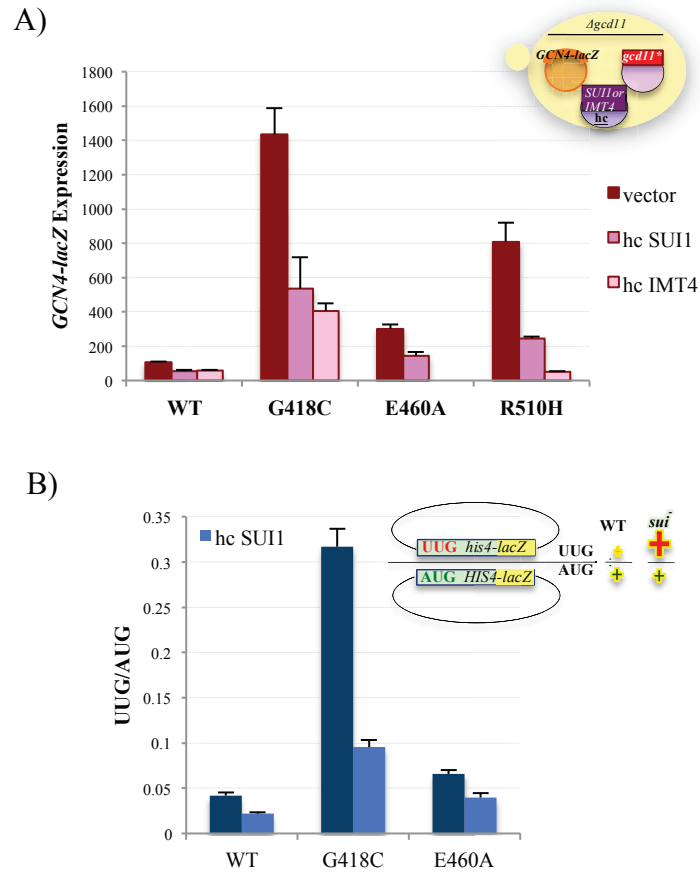 A)
Δgcd11
GCN4-lacZ
gcd11*
SUI1 or
IMT4
hc
GCN4-lacZ Expression
1800
1600
1400
1200
1000
800
600
400
200
0
vector
hc SUI1
hc IMT4
WT
G418C
E460A
R510H
B)
hc SUI1
UUG his4-lacZ
AUG HIS4-lacZ
WT
sui-
UUG
AUG
+
+
+
+
UUG/AUG
0.35
0.3
0.25
0.2
0.15
0.1
0.05
0
WT
G418C
E460A